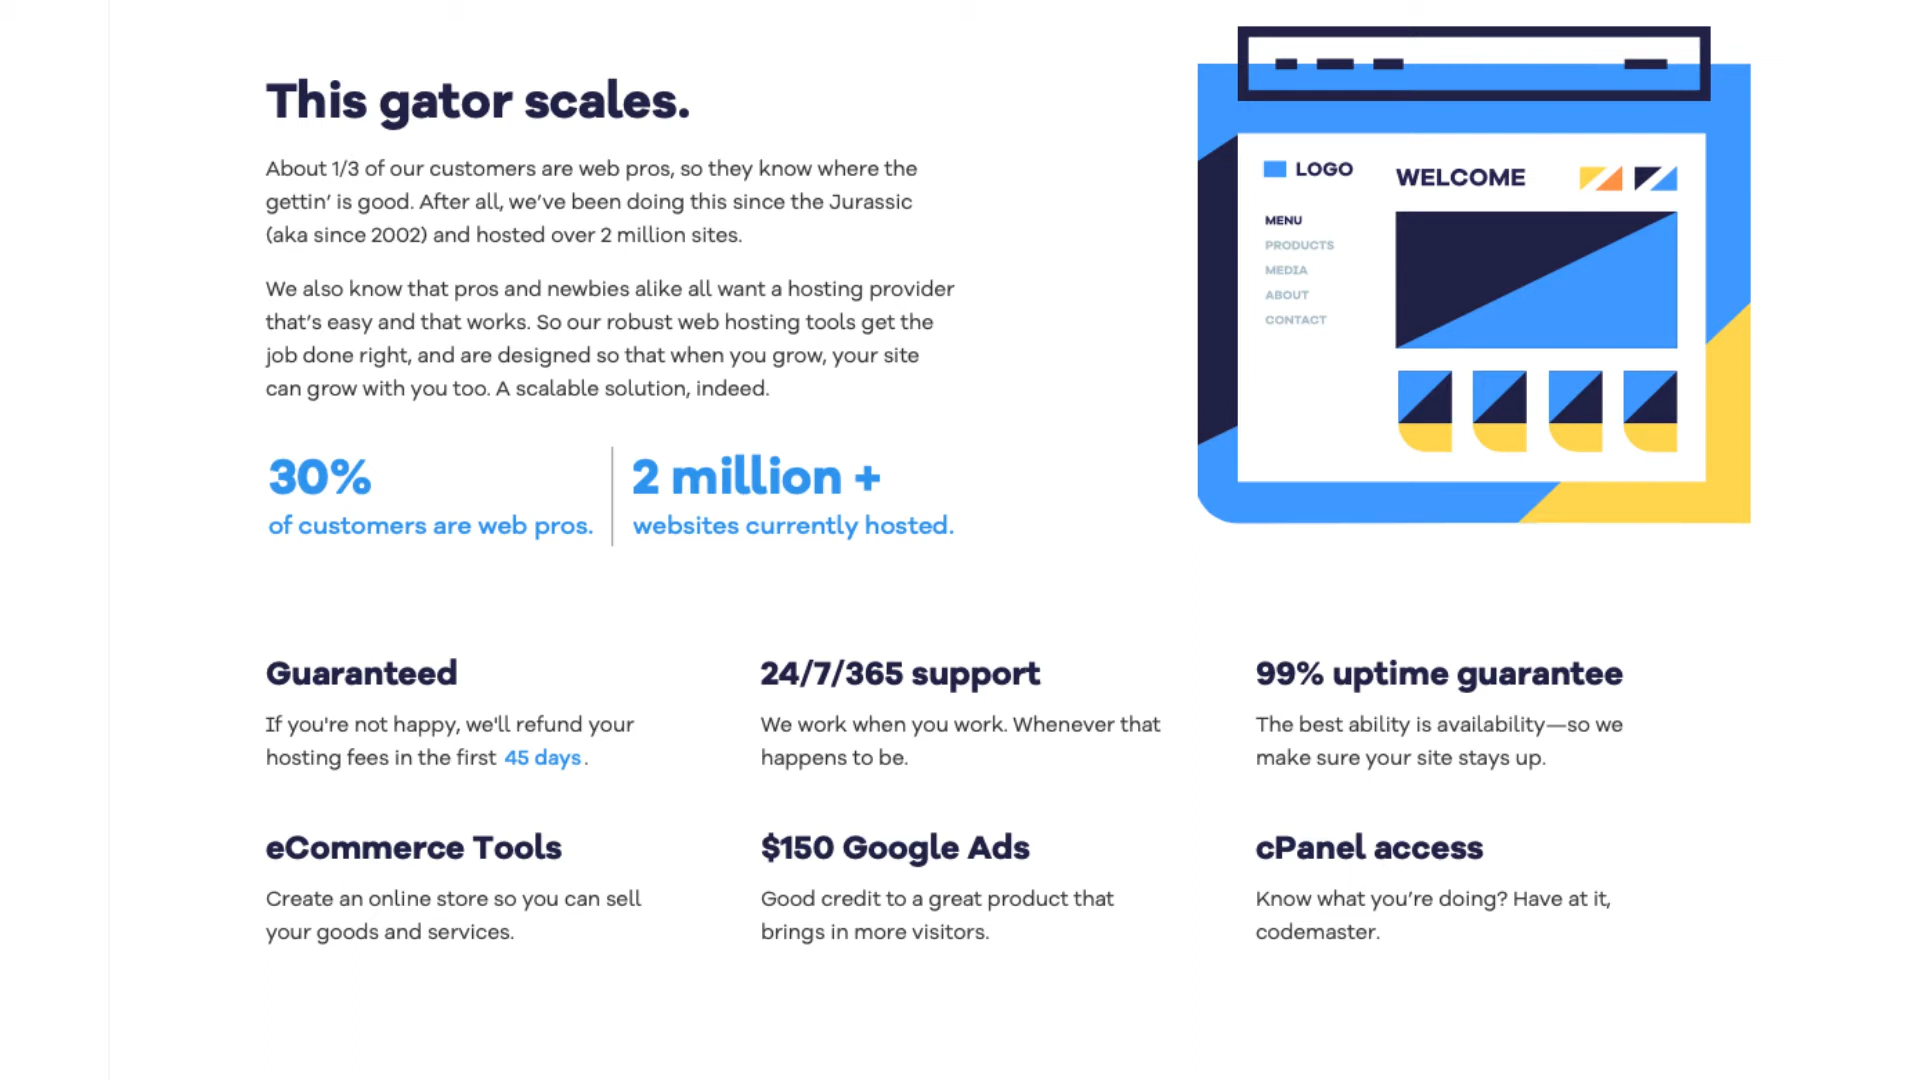 This gator scales.
About 1/3 of our customers are web pros, so they know where the
gettin’ is good. After all, we’ve been doing this since the Jurassic
(aka since 2002) and hosted over 2 million sites.
We also know that pros and newbies alike all want a hosting provider
that’s easy and that works. So our robust web hosting tools get the
job done right, and are designed so that when you grow, your site
can grow with you too. A scalable solution, indeed.
30%
of customers are web pros.
2 million +
websites currently hosted.
LOGO
WELCOME
MENU
PRODUCTS
MEDIA
ABOUT
CONTACT
Guaranteed
If you're not happy, we'll refund your
hosting fees in the first 45 days.
24/7/365 support
We work when you work. Whenever that
happens to be.
99% uptime guarantee
The best ability is availability—so we
make sure your site stays up.
eCommerce Tools
Create an online store so you can sell
your goods and services.
$150 Google Ads
Good credit to a great product that
brings in more visitors.
cPanel access
Know what you’re doing? Have at it,
codemaster.